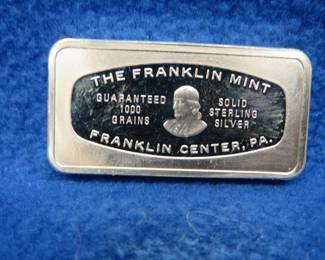 THE FRANKLIN MINT
GUARANTEED
1000
GRAINS
SOLID
STERLING
SILVER
FRANKLIN CENTER, PA.